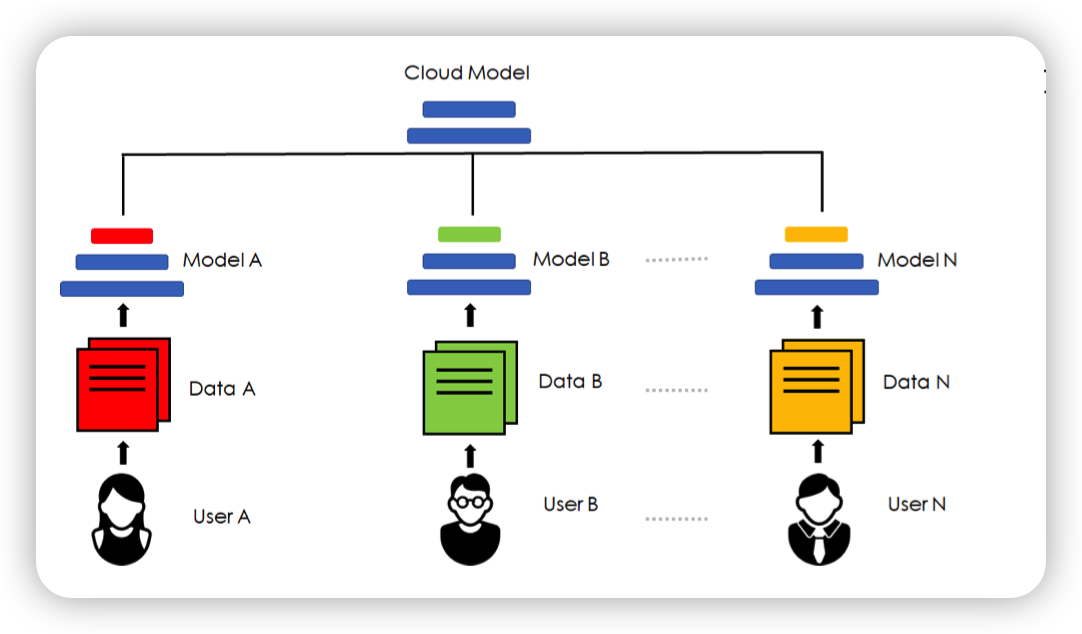 Cloud Model
Model A
Model B
Model N
Data A
Data B
Data N
User A
User B
User N